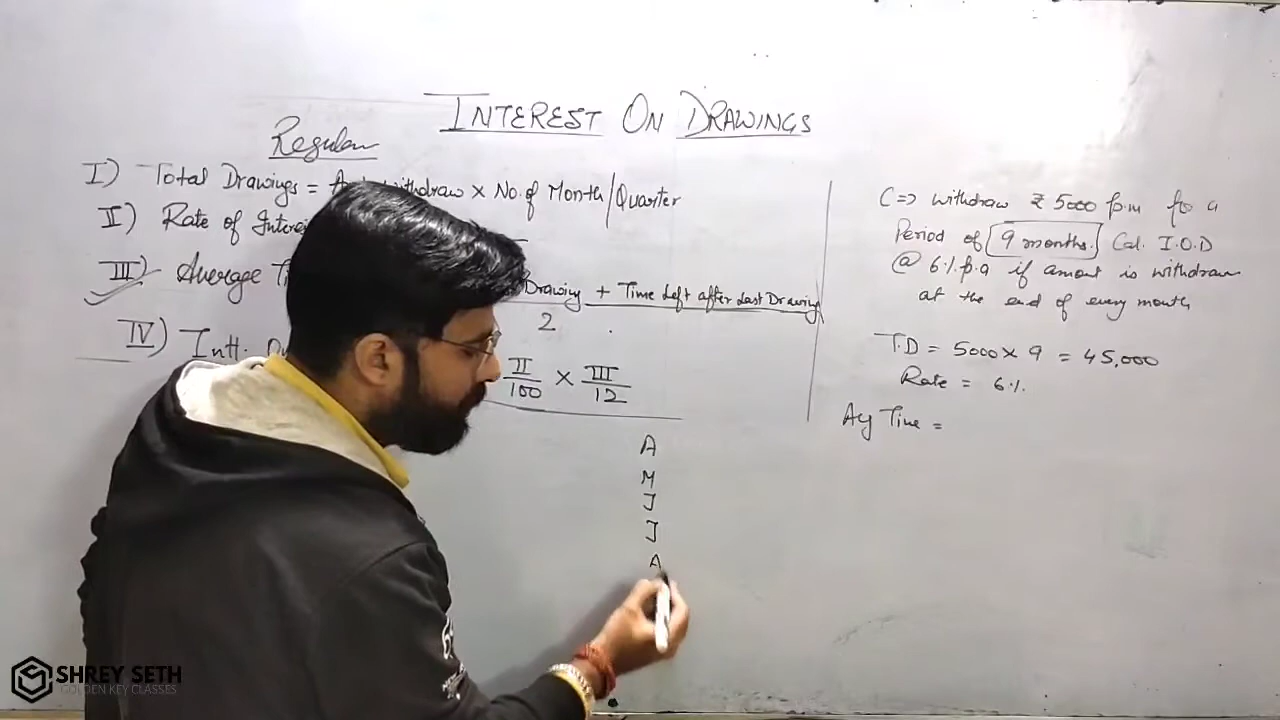 INTEREST ON DRAWINGS
Regular
I) Total Drawings = withdraw × No. of Month/Quarter
II) Rate of
III) Average
Drawing + Time Left after Last Drawing
2
IV) Intt.
II/100 × III/12
A
M
J
J
A
C => withdraw ₹ 5000 p.m for a
Period of 9 months. Cal. I.O.D
@ 6% p.a if amount is withdraw
at the end of every month
T.D = 5000 × 9 = 45,000
Rate = 6%
Avg Time =
SHREY SETH
GOLDEN KEY CLASSES